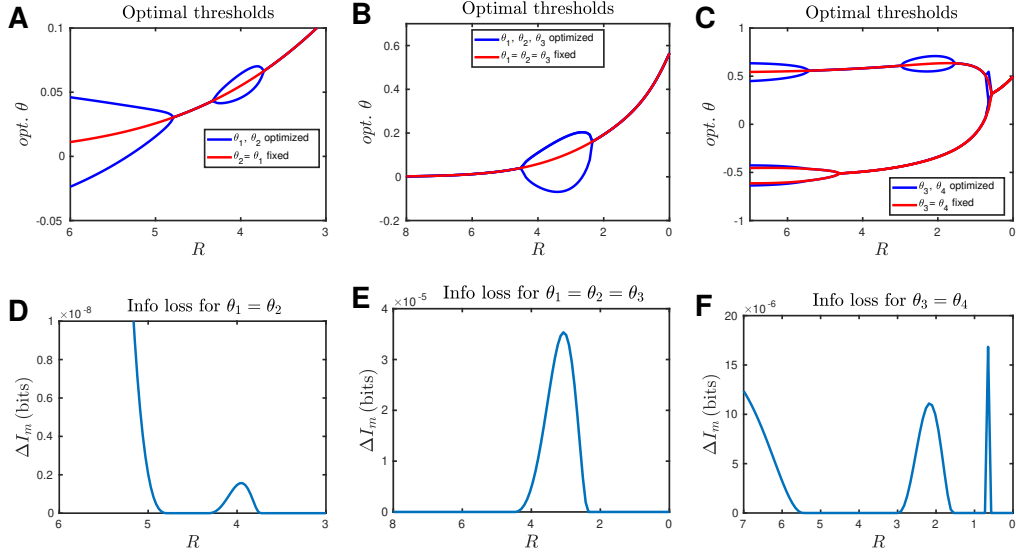 A
Optimal thresholds
0.1
0.05
0
-0.05
opt. θ
6
5
4
3
R
θ1, θ2 optimized
θ2= θ1 fixed
B
Optimal thresholds
0.6
0.4
0.2
0
-0.2
8
6
4
2
0
R
θ1, θ2, θ3 optimized
θ1= θ2= θ3 fixed
C
Optimal thresholds
1
0.5
0
-0.5
-1
opt. θ
6
4
2
0
R
θ3, θ4 optimized
θ3= θ4 fixed
D
Info loss for θ1 = θ2
×10-8
1
0.8
0.6
0.4
0.2
0
ΔIm (bits)
6
5
4
3
R
E
Info loss for θ1 = θ2 = θ3
×10-5
4
3
2
1
0
8
6
4
2
0
R
F
Info loss for θ3 = θ4
×10-6
20
15
10
5
0
ΔIm (bits)
7
6
5
4
3
2
1
0
R